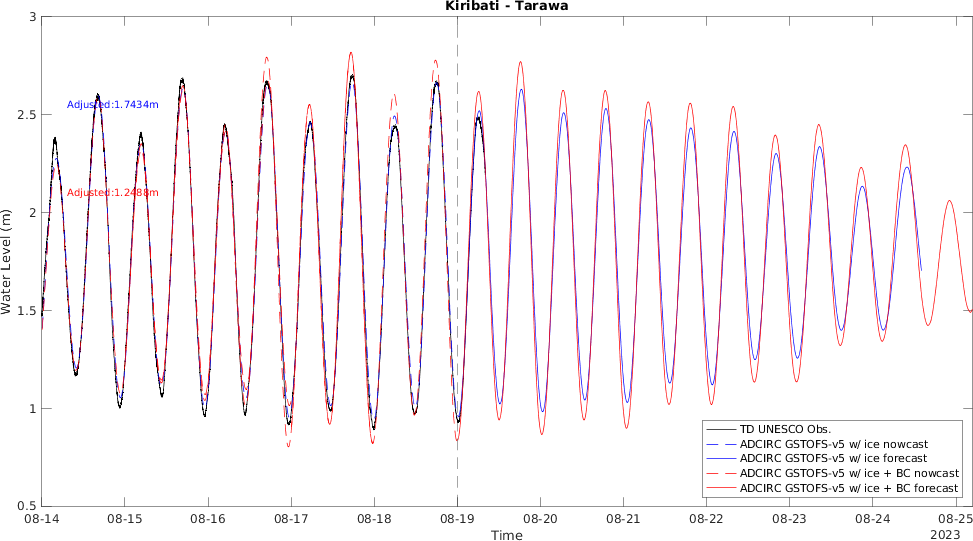 Kiribati - Tarawa
3
2.5
2
1.5
1
0.5
Water Level (m)
Adjusted:1.7434m
Adjusted:1.2488m
TD UNESCO Obs.
ADCIRC GSTOFS-v5 w/ ice nowcast
ADCIRC GSTOFS-v5 w/ ice forecast
ADCIRC GSTOFS-v5 w/ ice + BC nowcast
ADCIRC GSTOFS-v5 w/ ice + BC forecast
08-14 08-15 08-16 08-17 08-18 08-19 08-20 08-21 08-22 08-23 08-24 08-25
Time
2023